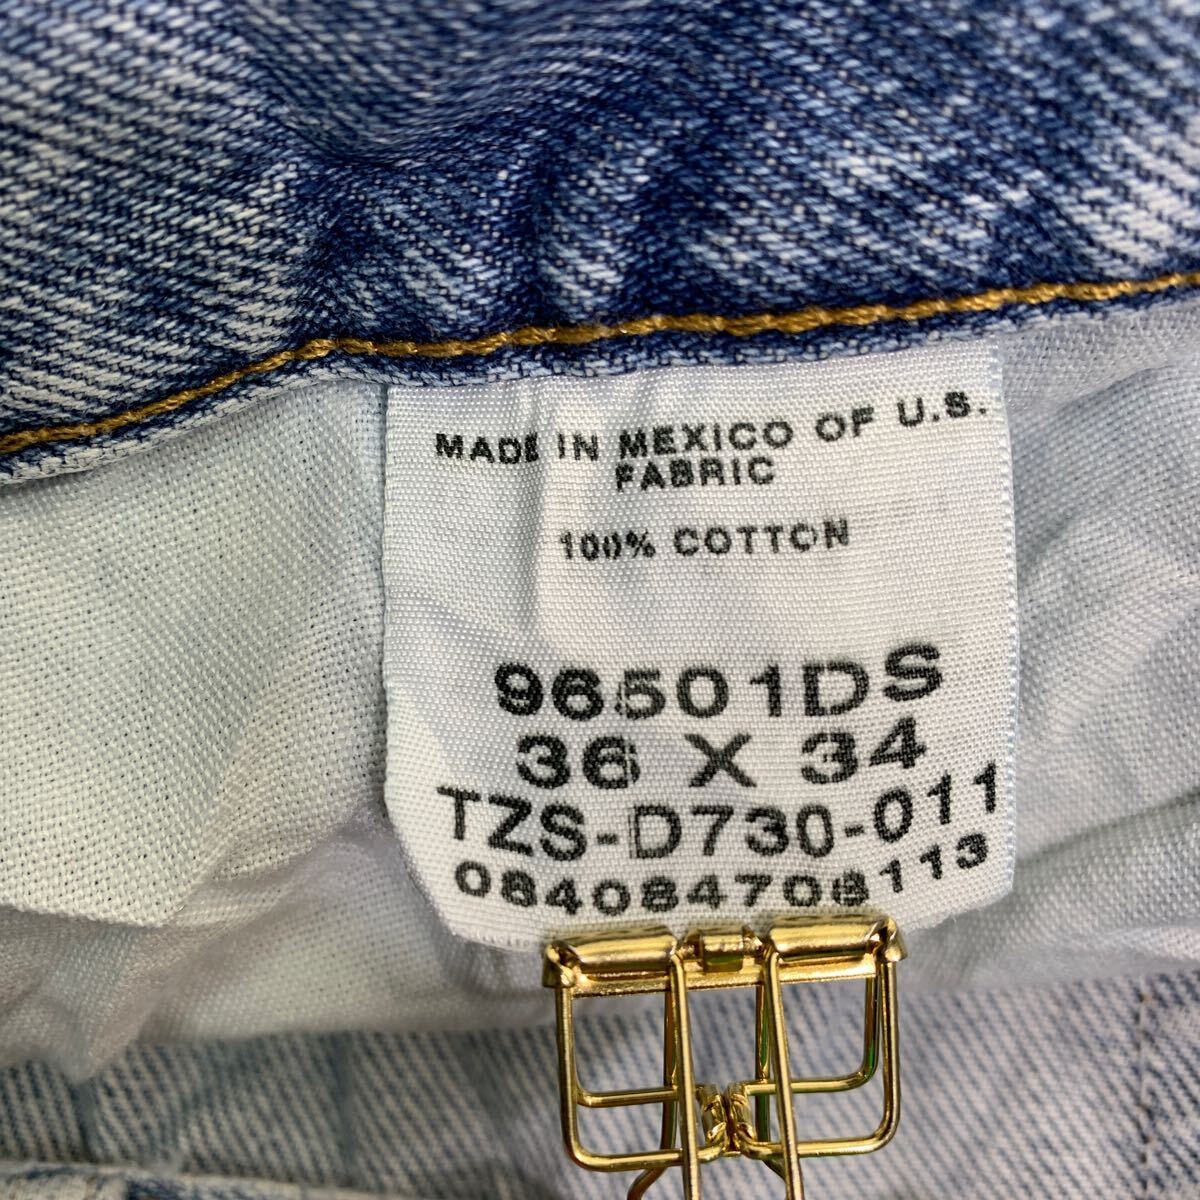 MADE IN MEXICO OF U.S.
FABRIC
100% COTTON
96501DS
36 X 34
TZS-D730-011
084084708113